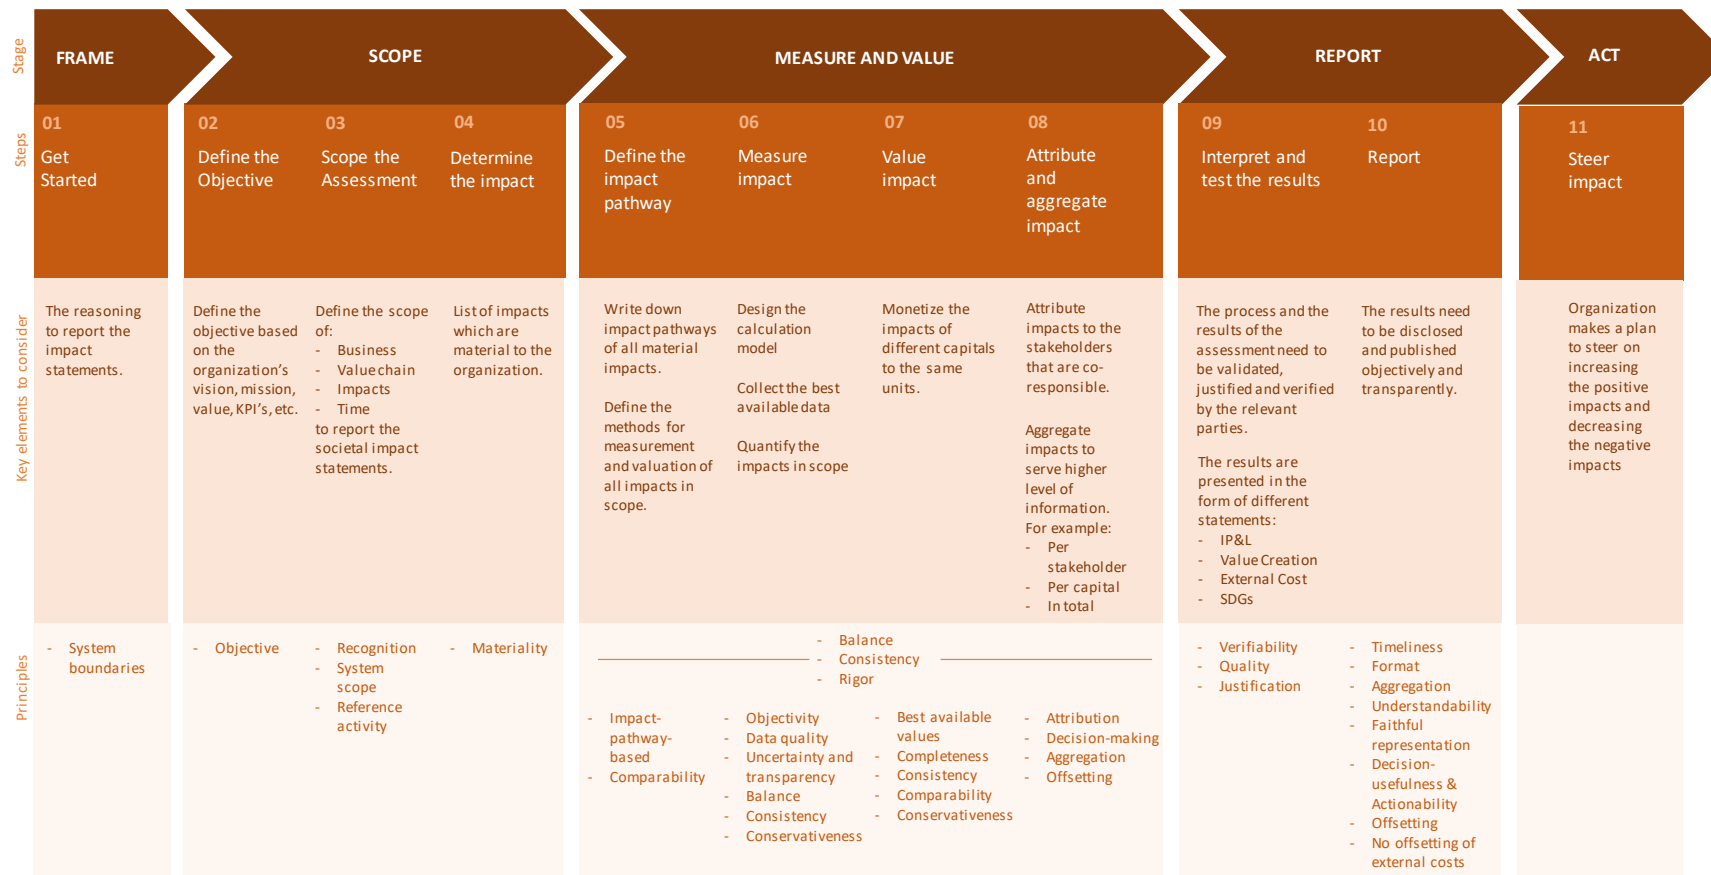 Stage
FRAME
SCOPE
MEASURE AND VALUE
REPORT
ACT
Steps
01
Get
Started
02
Define the
Objective
03
Scope the
Assessment
04
Determine
the impact
05
Define the
impact
pathway
06
Measure
impact
07
Value
impact
08
Attribute
and
aggregate
impact
09
Interpret and
test the results
10
Report
11
Steer
impact
Key elements to consider
The reasoning
to report the
impact
statements.
Define the
objective based
on the
organization's
vision, mission,
value, KPI's, etc.
Define the scope
of:
- Business
- Value chain
- Impacts
- Time
to report the
societal impact
statements.
List of impacts
which are
material to the
organization.
Write down
impact pathways
of all material
impacts.
Define the
methods for
measurement
and valuation of
all impacts in
scope.
Design the
calculation
model
Collect the best
available data
Quantify the
impacts in scope
Monetize the
impacts of
different capitals
to the same
units.
Attribute
impacts to the
stakeholders
that are co-
responsible.
Aggregate
impacts to
serve higher
level of
information.
For example:
- Per
stakeholder
- Per capital
- In total
The process and the
results of the
assessment need to
be validated,
justified and verified
by the relevant
parties.
The results are
presented in the
form of different
statements:
- IP&L
- Value Creation
- External Cost
- SDGs
The results need
to be disclosed
and published
objectively and
transparently.
Organization
makes a plan
to steer on
increasing
the positive
impacts and
decreasing
the negative
impacts
Principles
- System
boundaries
- Objective
- Recognition
- System
scope
- Reference
activity
- Materiality
- Balance
- Consistency
- Rigor
- Impact-
pathway-
based
- Comparability
- Objectivity
- Data quality
- Uncertainty and
transparency
- Balance
- Consistency
- Conservativeness
- Best available
values
- Completeness
- Consistency
- Comparability
- Conservativeness
- Attribution
- Decision-making
- Aggregation
- Offsetting
- Verifiability
- Quality
- Justification
- Timeliness
- Format
- Aggregation
- Understandability
- Faithful
representation
- Decision-
usefulness &
Actionability
- Offsetting
- No offsetting of
external costs